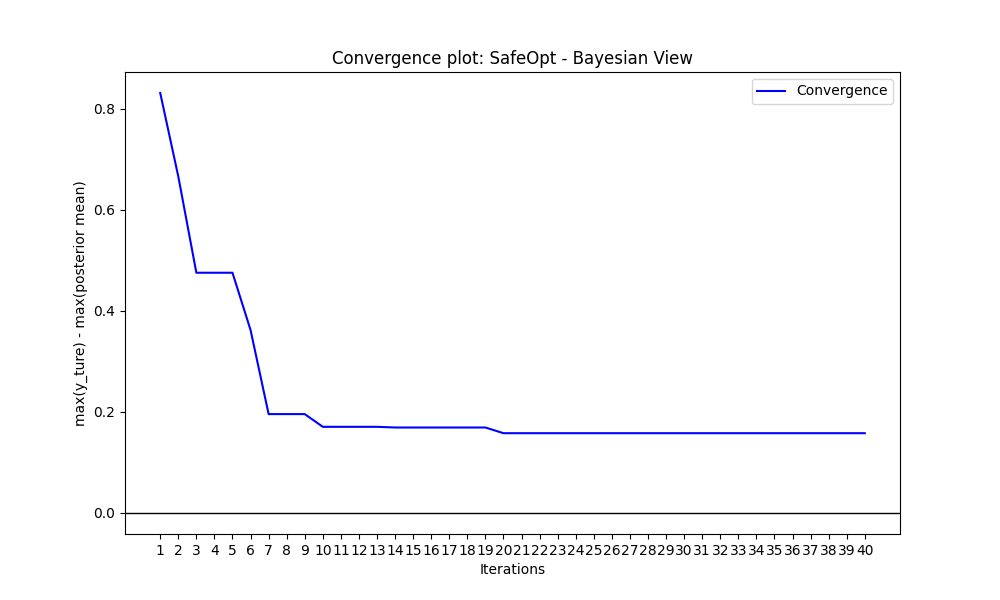 Convergence plot: SafeOpt - Bayesian View
Convergence
max(y_ture) - max(posterior mean)
0.8
0.6
0.4
0.2
0.0
1 2 3 4 5 6 7 8 9 10 11 12 13 14 15 16 17 18 19 20 21 22 23 24 25 26 27 28 29 30 31 32 33 34 35 36 37 38 39 40
Iterations